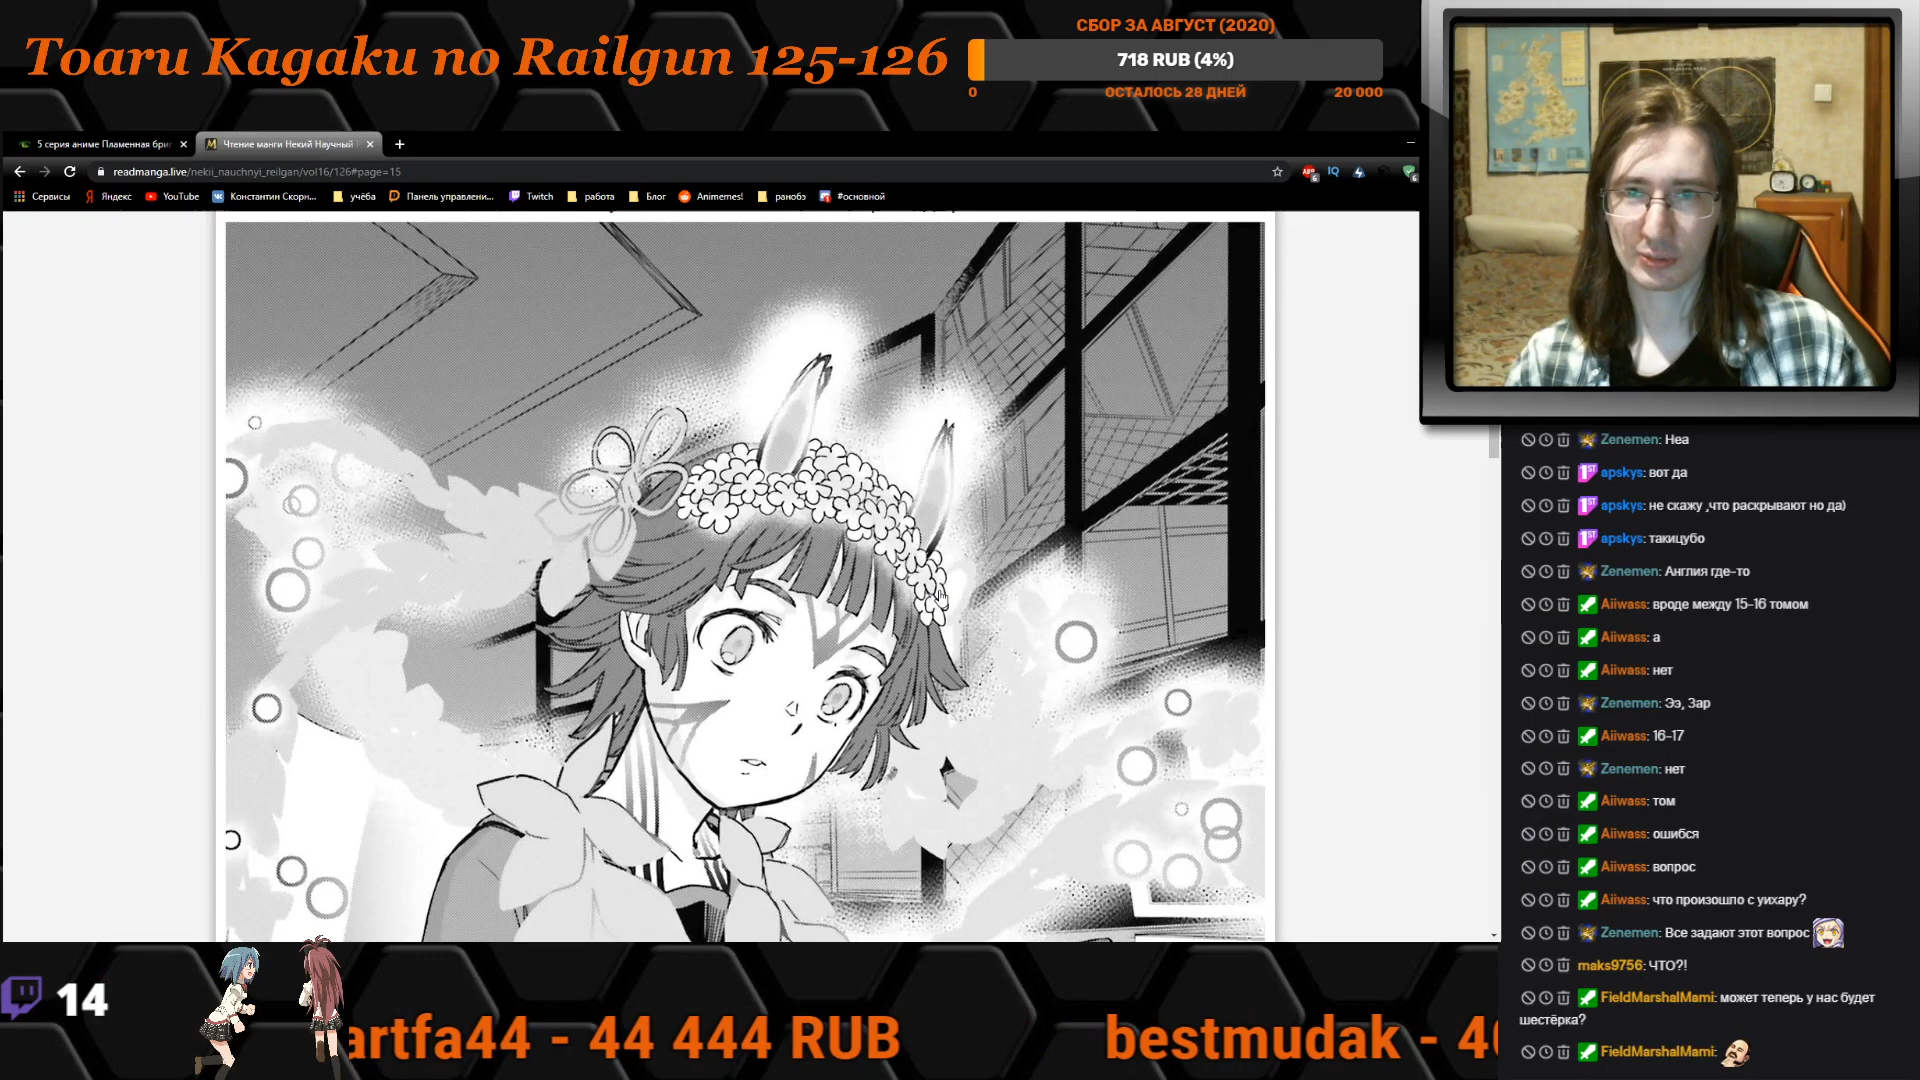 Toaru Kagaku no Railgun 125-126
СБОР ЗА АВГУСТ (2020)
718 RUB (4%)
0
ОСТАЛОСЬ 28 ДНЕЙ
20 000
5 серия аниме Пламенная бриг
Чтение манги Некий Научный
readmanga.live/nekii_nauchnyi_reilgan/vol16/126#page=15
Сервисы
Яндекс
YouTube
Константин Скорн...
учёба
Панель управлени...
Twitch
работа
Блог
Animemes!
ранобэ
#основной
Zenemen: Неа
apskys: вот да
apskys: не скажу ,что раскрывают но да)
apskys: такицубо
Zenemen: Англия где-то
Aiiwass: вроде между 15-16 томом
Aiiwass: а
Aiiwass: нет
Zenemen: Ээ, Зар
Aiiwass: 16-17
Zenemen: нет
Aiiwass: том
Aiiwass: ошибся
Aiiwass: вопрос
Aiiwass: что произошло с уихару?
Zenemen: Все задают этот вопрос
maks9756: ЧТО?!
FieldMarshalMami: может теперь у нас будет
шестёрка?
FieldMarshalMami:
14
artfa44 - 44 444 RUB
bestmudak - 4